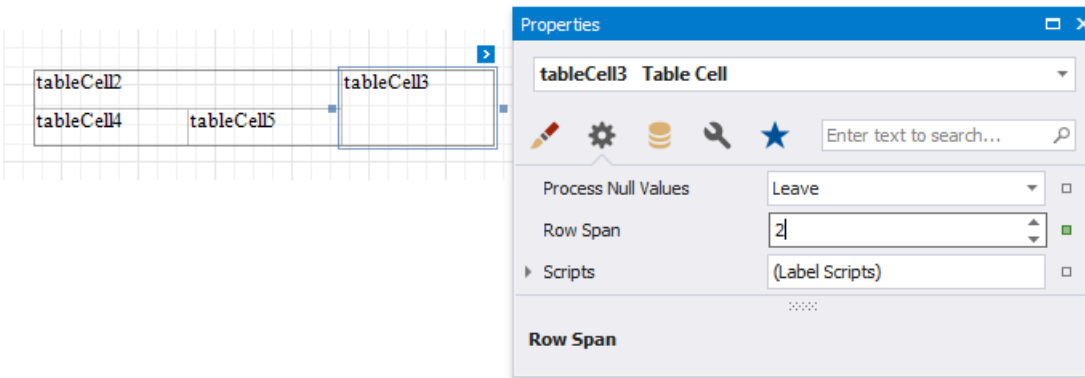 tableCell2 tableCell3
tableCell4 tableCell5
Properties
tableCell3 Table Cell
Enter text to search...
Process Null Values Leave
Row Span 2
Scripts (Label Scripts)
Row Span